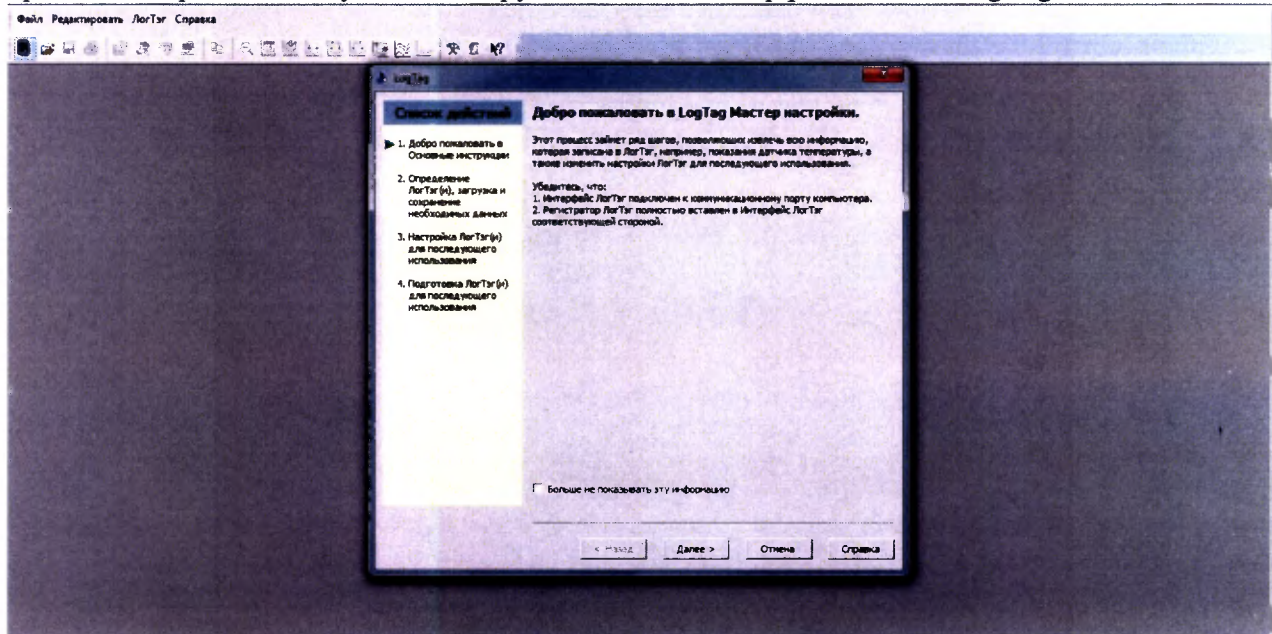 Файл Редактировать ЛогТэг Справка
LogTag
Список действий
1. Добро пожаловать в
Основные инструкции
2. Определение
ЛогТэг(и), загрузка и
сохранение
необходимых данных
3. Настройка ЛогТэг(и)
для последующего
использования
4. Подготовка ЛогТэг(и)
для последующего
использования
Добро пожаловать в LogTag Мастер настройки.
Этот процесс займет ряд шагов, позволяющих извлечь всю информацию,
которая записана в ЛогТэг, например, показания датчика температуры, а
также изменить настройки ЛогТэг для последующего использования.
Убедитесь, что:
1. Интерфейс ЛогТэг подключен к коммуникационному порту компьютера.
2. Регистратор ЛогТэг полностью вставлен в Интерфейс ЛогТэг
соответствующей стороной.
Больше не показывать эту информацию
< Назад Далее > Отмена Справка